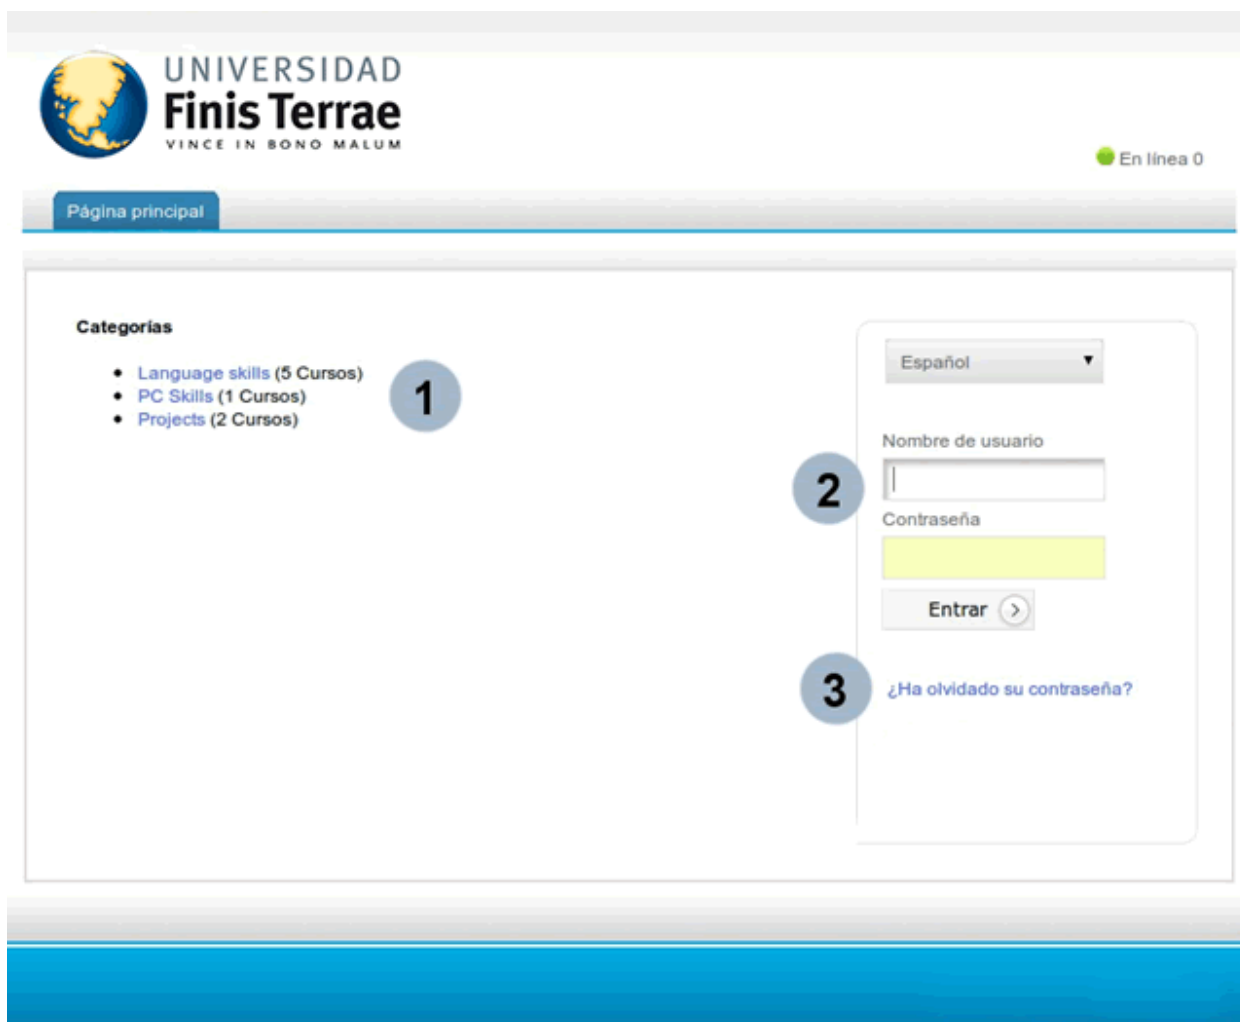 UNIVERSIDAD
Finis Terrae
VINCE IN BONO MALUM
En línea 0
Página principal
Categorías
Language skills (5 Cursos)
PC Skills (1 Cursos)
Projects (2 Cursos)
1
Español
Nombre de usuario
2
Contraseña
Entrar
3
¿Ha olvidado su contraseña?